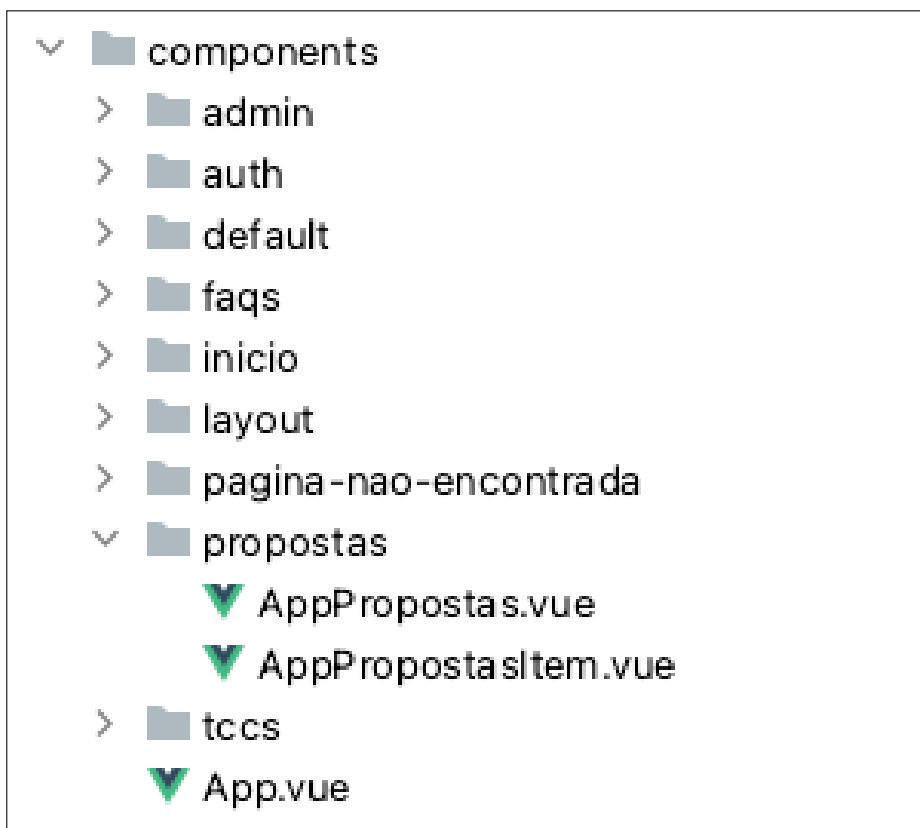 components
admin
auth
default
faqs
inicio
layout
pagina-nao-encontrada
propostas
AppPropostas.vue
AppPropostasItem.vue
tccs
App.vue